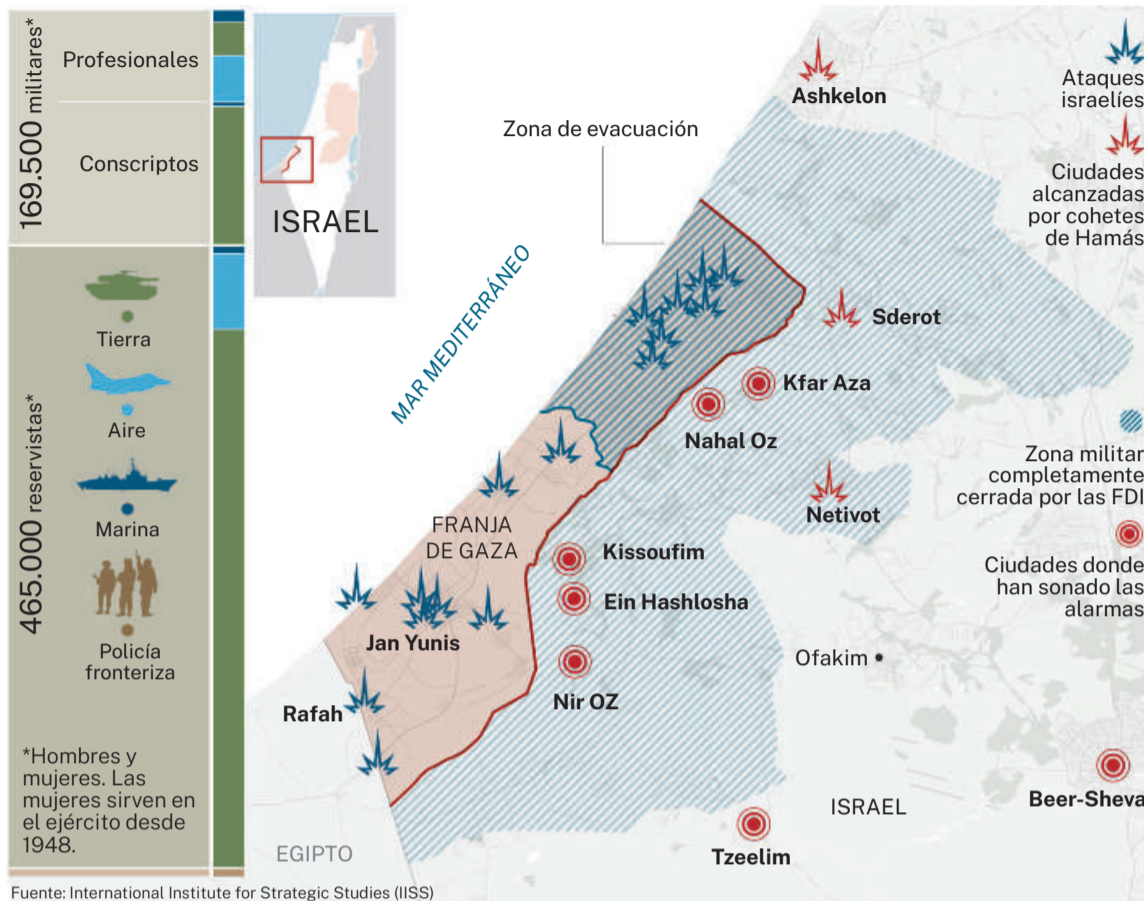 169.500 militares*
Profesionales
Conscriptos
465.000 reservistas*
Tierra
Aire
Marina
Policía
fronteriza
*Hombres y
mujeres. Las
mujeres sirven en
el ejército desde
1948.
ISRAEL
Zona de evacuación
MAR MEDITERRÁNEO
Ashkelon
Sderot
Kfar Aza
Nahal Oz
Netivot
FRANJA
DE GAZA
Kissoufim
Ein Hashlosha
Jan Yunis
Nir OZ
Rafah
Ofakim
ISRAEL
Beer-Sheva
Tzeelim
EGIPTO
Ataques
israelíes
Ciudades
alcanzadas
por cohetes
de Hamás
Zona militar
completamente
cerrada por las FDI
Ciudades donde
han sonado las
alarmas
Fuente: International Institute for Strategic Studies (IISS)